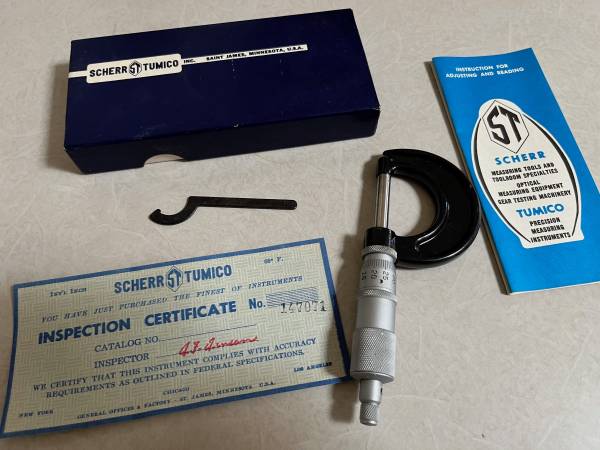 SCHERR ST TUMICO INC. SAINT JAMES, MINNESOTA, U.S.A.
INSTRUCTION FOR
ADJUSTING AND READING
ST
SCHERR
MEASURING TOOLS AND
TOOLROOM SPECIALTIES
OPTICAL
MEASURING EQUIPMENT
GEAR TESTING MACHINERY
TUMICO
PRECISION
MEASURING
INSTRUMENTS
68° F.
SCHERR ST TUMICO
YOU HAVE JUST PURCHASED THE FINEST OF INSTRUMENTS
INSPECTION CERTIFICATE No. 147071
CATALOG NO.
INSPECTOR
WE CERTIFY THAT THIS INSTRUMENT COMPLIES WITH ACCURACY
REQUIREMENTS AS OUTLINED IN FEDERAL SPECIFICATIONS.
CHICAGO
LOS ANGELES
NEW YORK
GENERAL OFFICES & FACTORY - ST. JAMES, MINNESOTA U.S.A.